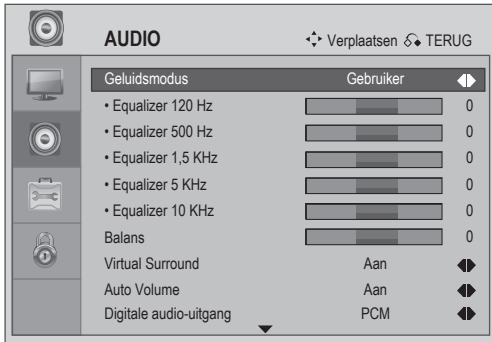 AUDIO Verplaatsen TERUG
Geluidsmodus Gebruiker
• Equalizer 120 Hz 0
• Equalizer 500 Hz 0
• Equalizer 1,5 KHz 0
• Equalizer 5 KHz 0
• Equalizer 10 KHz 0
Balans 0
Virtual Surround Aan
Auto Volume Aan
Digitale audio-uitgang PCM